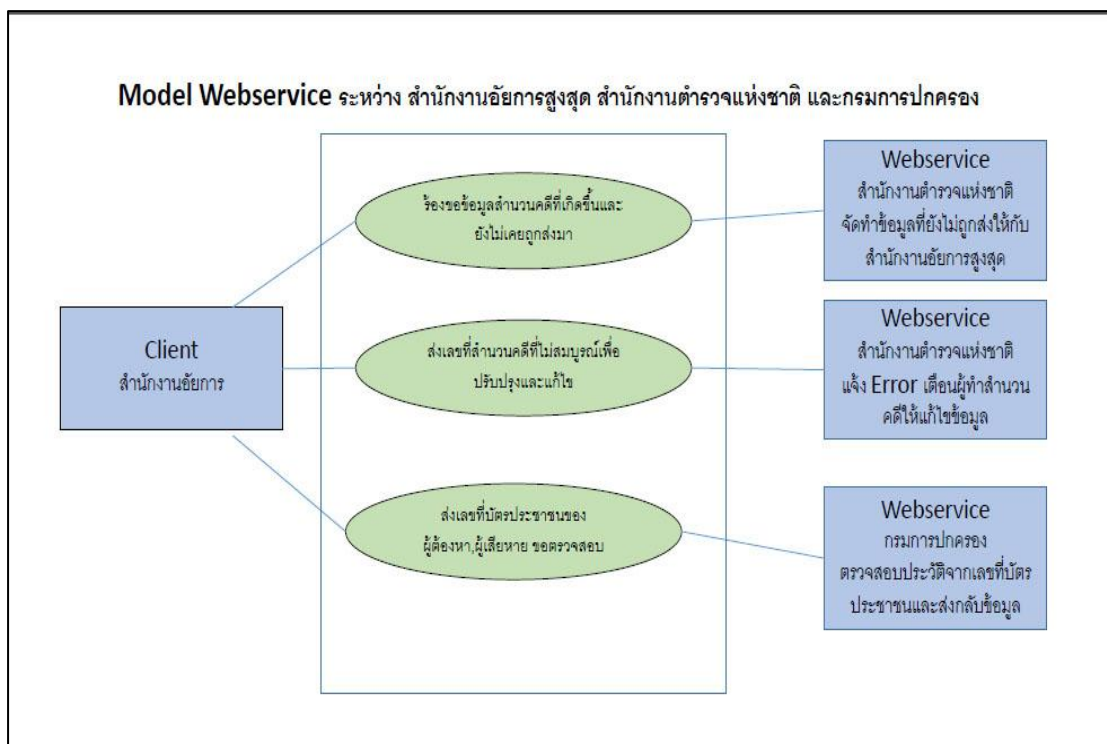 Model Webservice ระหว่าง สำนักงานอัยการสูงสุด สำนักงานตำรวจแห่งชาติ และกรมการปกครอง
Client
สำนักงานอัยการ
ร้องขอข้อมูลสำนวนคดีที่เกิดขึ้นและ
ยังไม่เคยถูกส่งมา
ส่งเลขที่สำนวนคดีที่ไม่สมบูรณ์เพื่อ
ปรับปรุงและแก้ไข
ส่งเลขที่บัตรประชาชนของ
ผู้ต้องหา,ผู้เสียหาย ขอตรวจสอบ
Webservice
สำนักงานตำรวจแห่งชาติ
จัดทำข้อมูลที่ยังไม่ถูกส่งให้กับ
สำนักงานอัยการสูงสุด
Webservice
สำนักงานตำรวจแห่งชาติ
แจ้ง Error เตือนผู้ทำสำนวน
คดีให้แก้ไขข้อมูล
Webservice
กรมการปกครอง
ตรวจสอบประวัติจากเลขที่บัตร
ประชาชนและส่งกลับข้อมูล